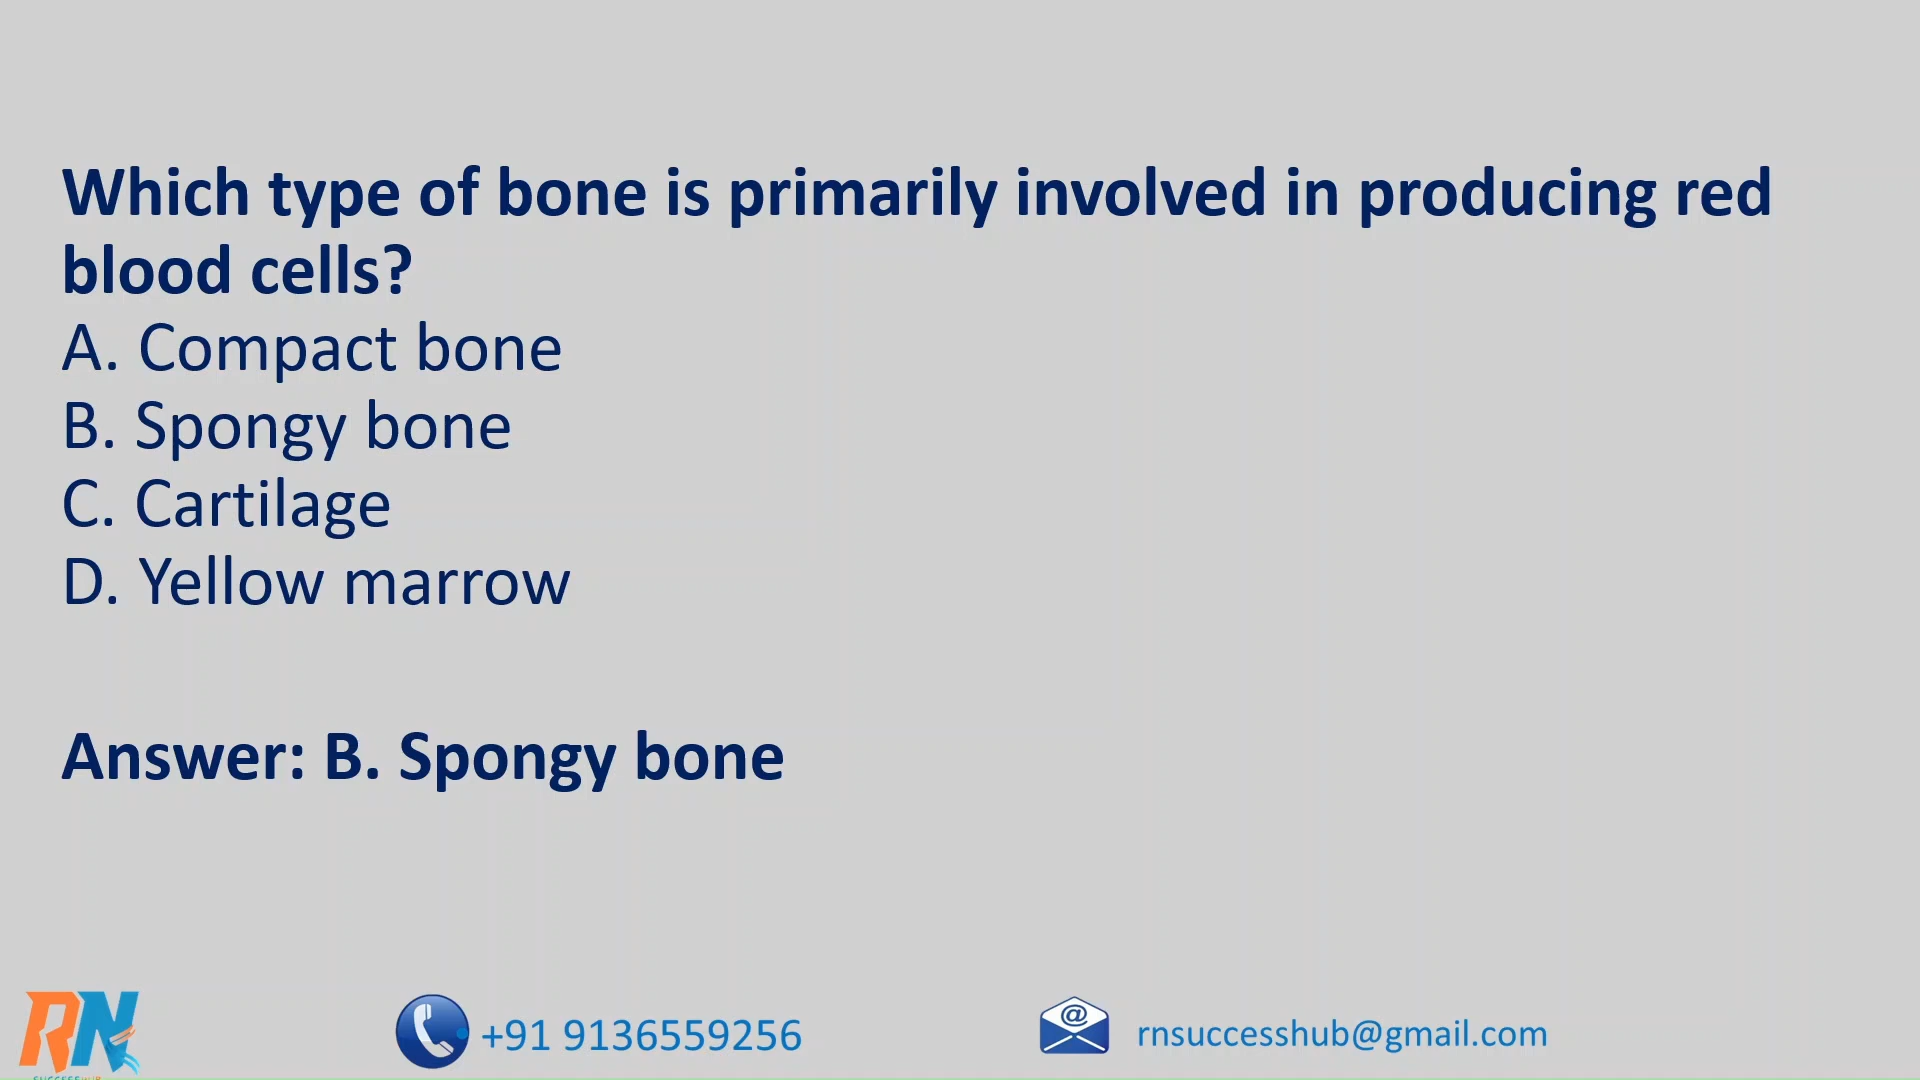 Which type of bone is primarily involved in producing red
blood cells?
A. Compact bone
B. Spongy bone
C. Cartilage
D. Yellow marrow
Answer: B. Spongy bone
RN
+91 9136559256
@
rnsuccesshub@gmail.com